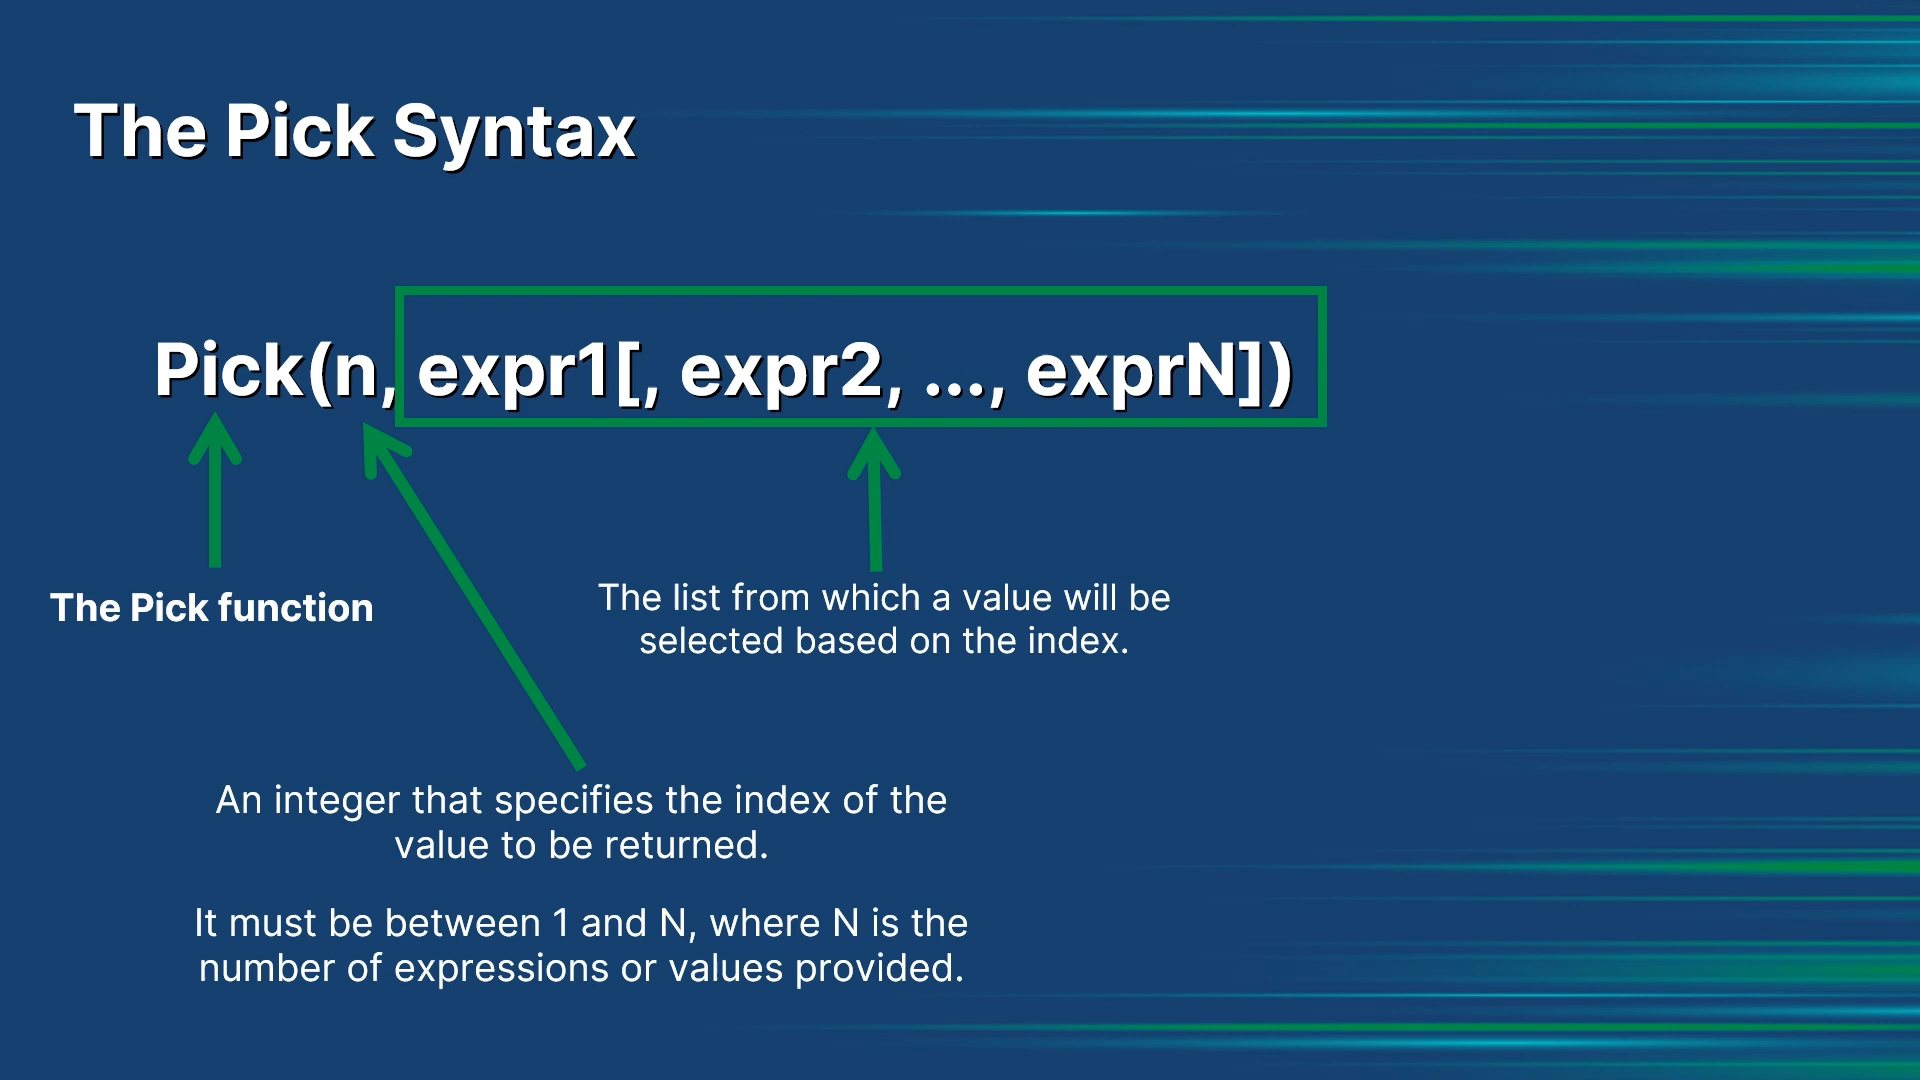 The Pick Syntax
Pick(n, expr1[, expr2, ..., exprN])
The Pick function
The list from which a value will be
selected based on the index.
An integer that specifies the index of the
value to be returned.
It must be between 1 and N, where N is the
number of expressions or values provided.